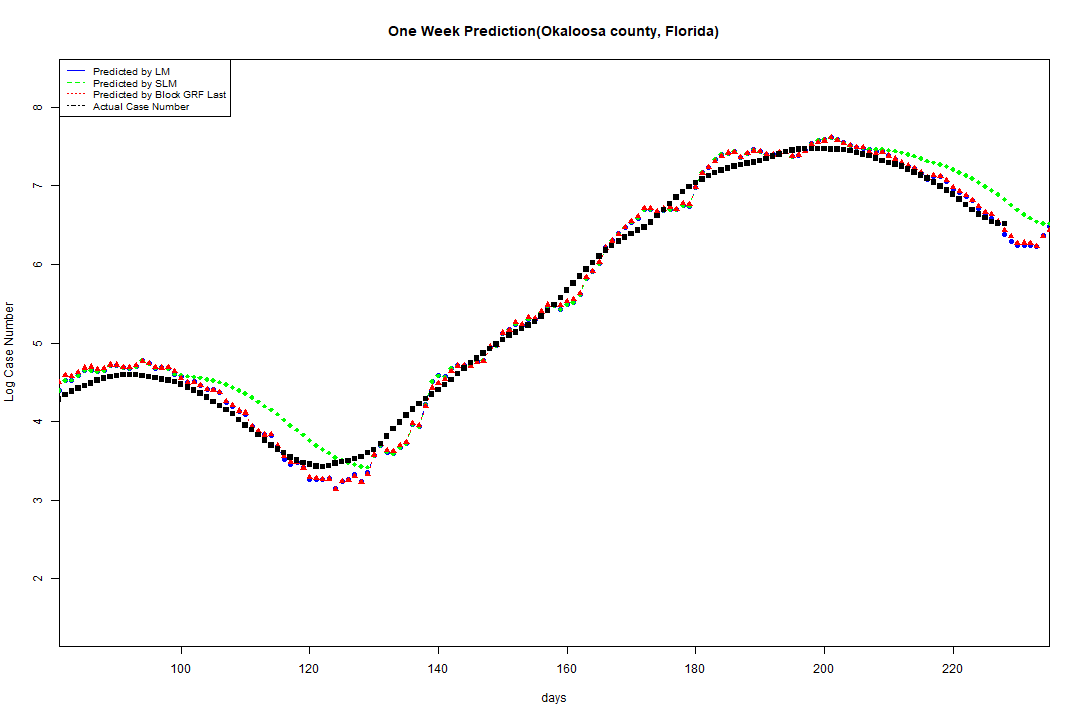 One Week Prediction(Okaloosa county, Florida)
Predicted by LM
Predicted by SLM
Predicted by Block GRF Last
Actual Case Number
8
7
6
5
4
3
2
Log Case Number
100 120 140 160 180 200 220
days